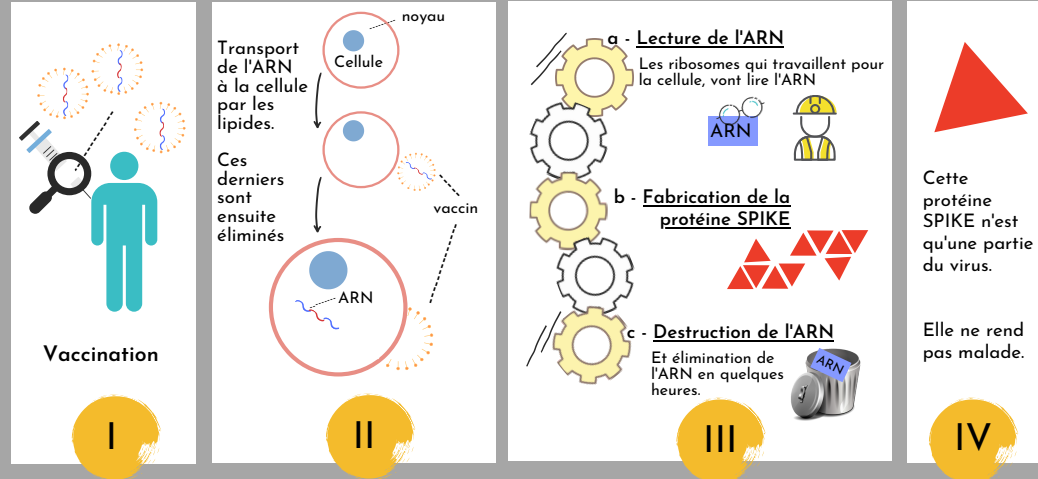 Vaccination
I
noyau
Cellule
Transport
de l'ARN
à la cellule
par les
lipides.
Ces
derniers
sont
ensuite
éliminés
vaccin
ARN
II
a - Lecture de l'ARN
Les ribosomes qui travaillent pour
la cellule, vont lire l'ARN
ARN
b - Fabrication de la
protéine SPIKE
c - Destruction de l'ARN
Et élimination de
l'ARN en quelques
heures.
ARN
III
Cette
protéine
SPIKE n'est
qu'une partie
du virus.
Elle ne rend
pas malade.
IV